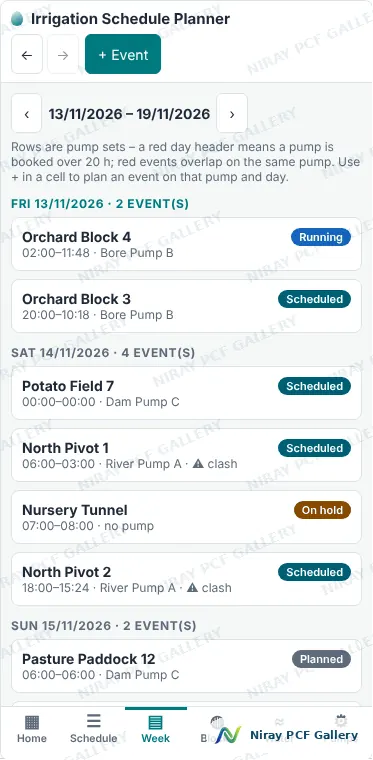 Irrigation Schedule Planner
← → + Event
‹ 13/11/2026 – 19/11/2026 ›
Rows are pump sets – a red day header means a pump is
booked over 20 h; red events overlap on the same pump. Use
+ in a cell to plan an event on that pump and day.
FRI 13/11/2026 · 2 EVENT(S)
Orchard Block 4 Running
02:00–11:48 · Bore Pump B
Orchard Block 3 Scheduled
20:00–10:18 · Bore Pump B
SAT 14/11/2026 · 4 EVENT(S)
Potato Field 7 Scheduled
00:00–00:00 · Dam Pump C
North Pivot 1 Scheduled
06:00–03:00 · River Pump A · ⚠ clash
Nursery Tunnel On hold
07:00–08:00 · no pump
North Pivot 2 Scheduled
18:00–15:24 · River Pump A · ⚠ clash
SUN 15/11/2026 · 2 EVENT(S)
Pasture Paddock 12 Planned
06:00–06:00 · Dam Pump C
Home Schedule Week
Niray PCF Gallery
NIRAY PCF GALLERY